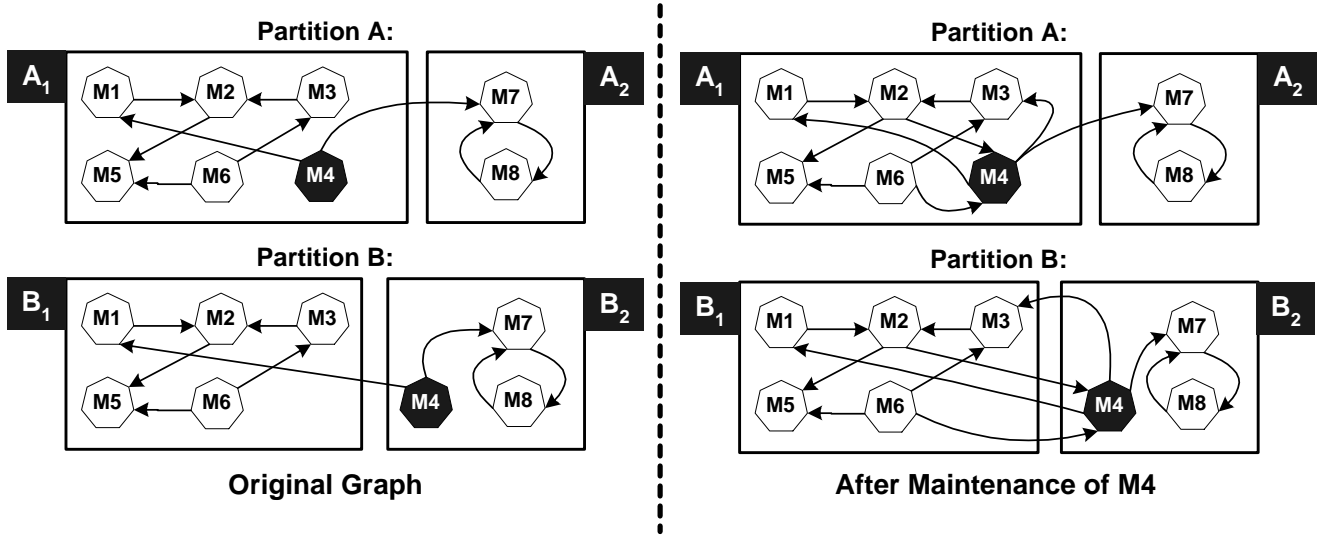 Partition A:
A1
M1 M2 M3
M5 M6 M4
M7
M8
A2
Partition B:
B1
M1 M2 M3
M5 M6
M4
M7
M8
B2
Original Graph
Partition A:
A1
M1 M2 M3
M5 M6 M4
M7
M8
A2
Partition B:
B1
M1 M2 M3
M5 M6
M4
M7
M8
B2
After Maintenance of M4